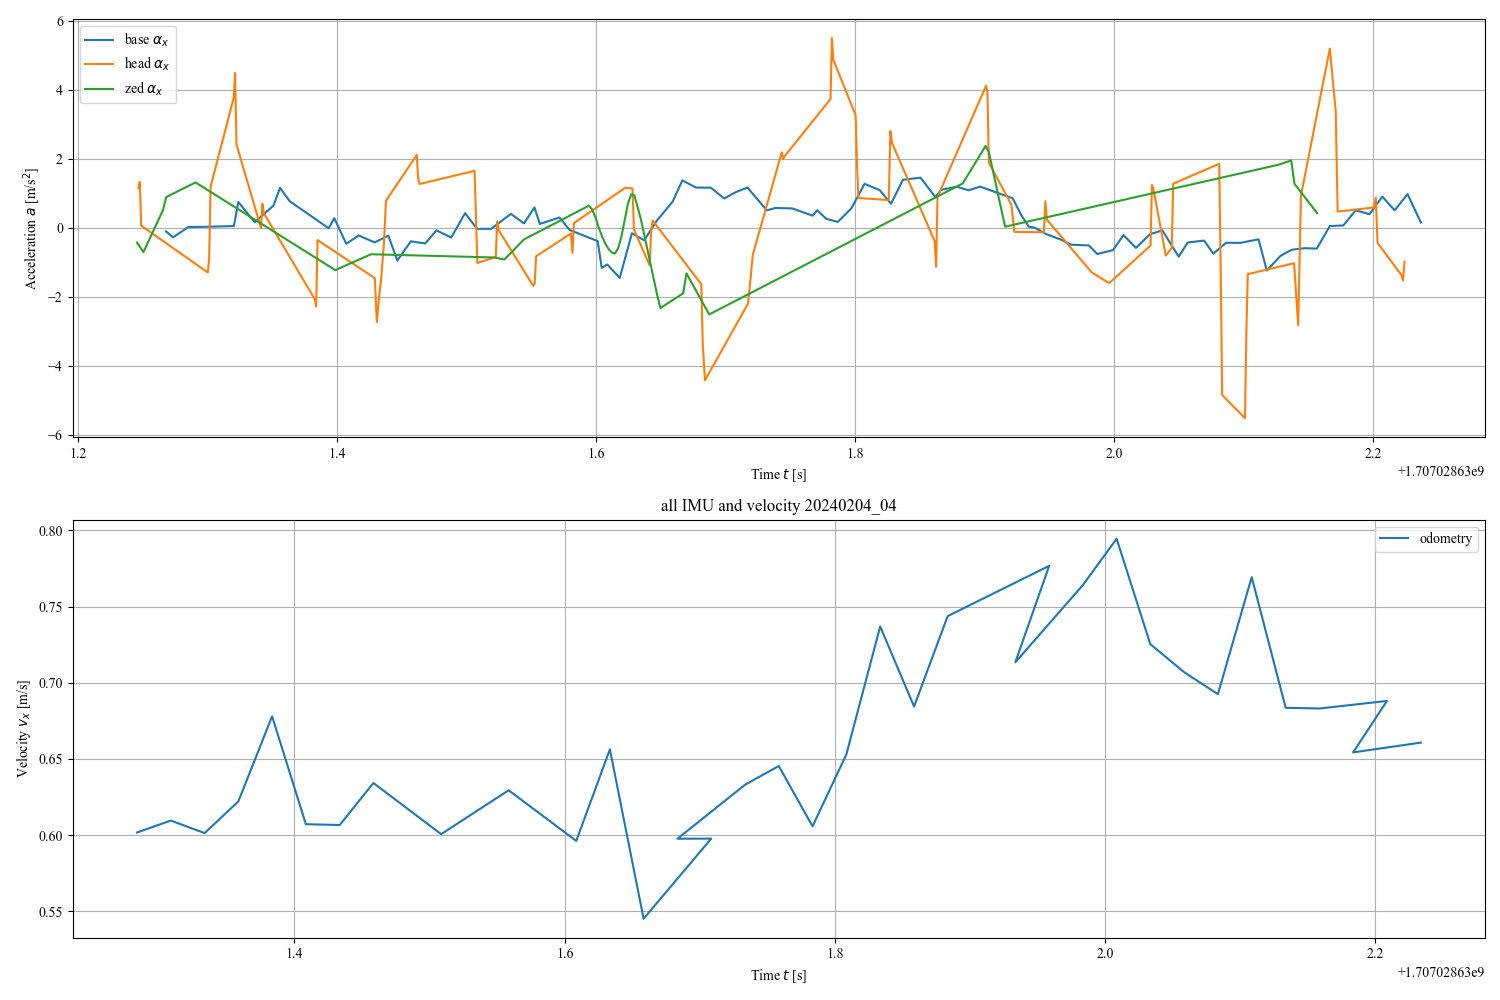 6
4
2
0
−2
−4
−6
Acceleration a [m/s²]
base αₓ
head αₓ
zed αₓ
1.2 1.4 1.6 1.8 2.0 2.2
Time t [s]
+1.70702863e9
all IMU and velocity 20240204_04
0.80
0.75
0.70
0.65
0.60
0.55
Velocity vₓ [m/s]
odometry
1.4 1.6 1.8 2.0 2.2
Time t [s]
+1.70702863e9